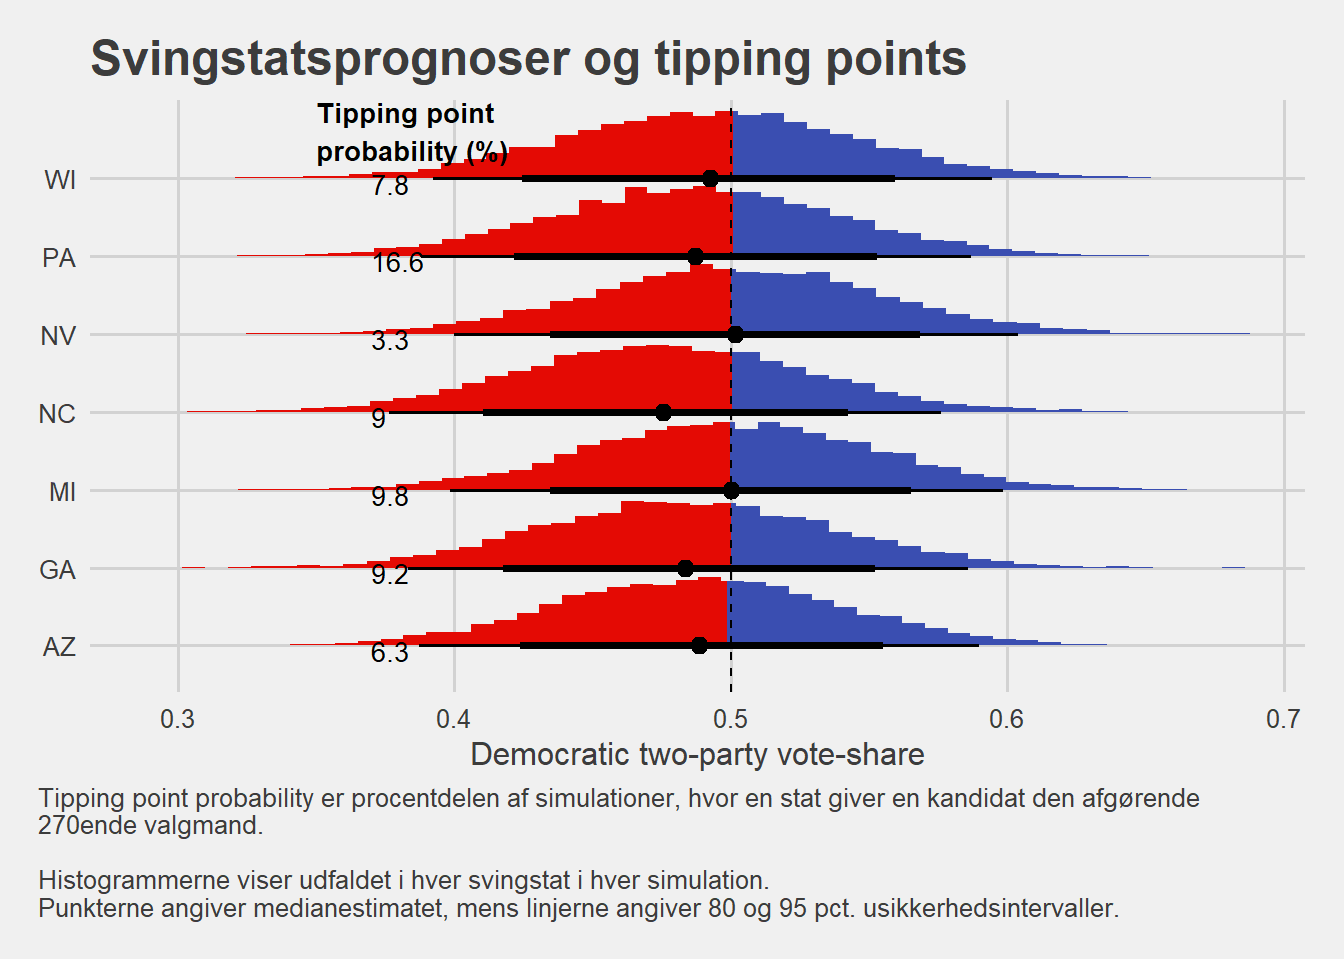 Svingstatsprognoser og tipping points
Tipping point
probability (%)
WI
7.8
PA
16.6
NV
3.3
NC
9
MI
9.8
GA
9.2
AZ
6.3
0.3 0.4 0.5 0.6 0.7
Democratic two-party vote-share
Tipping point probability er procentdelen af simulationer, hvor en stat giver en kandidat den afgørende
270ende valgmand.
Histogrammerne viser udfaldet i hver svingstat i hver simulation.
Punkterne angiver medianestimatet, mens linjerne angiver 80 og 95 pct. usikkerhedsintervaller.